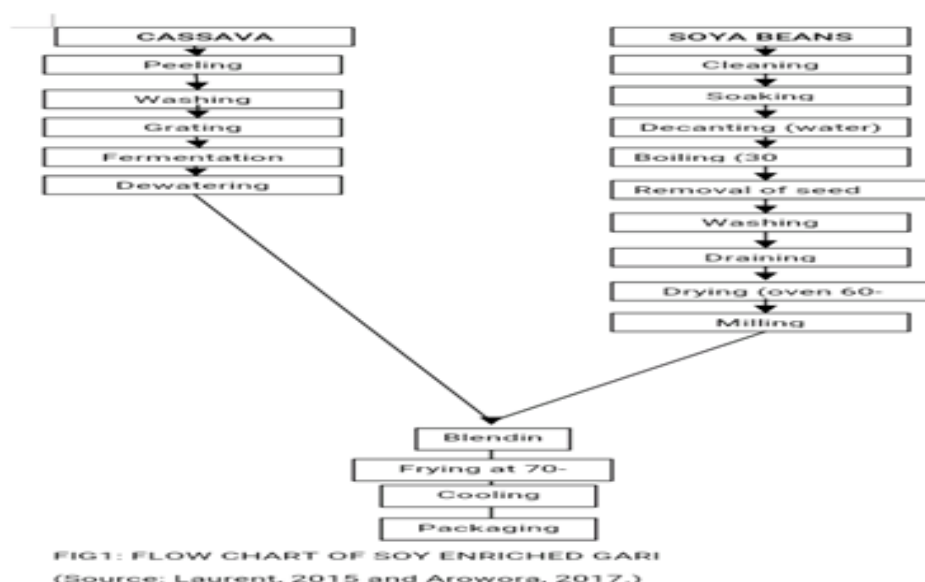 CASSAVA
Peeling
Washing
Grating
Fermentation
Dewatering
SOYA BEANS
Cleaning
Soaking
Decanting (water)
Boiling (30
Removal of seed
Washing
Draining
Drying (oven 60-
Milling
Blendin
Frying at 70-
Cooling
Packaging
FIG1: FLOW CHART OF SOY ENRICHED GARI
(Source: Laurent, 2015 and Arowora, 2017.)